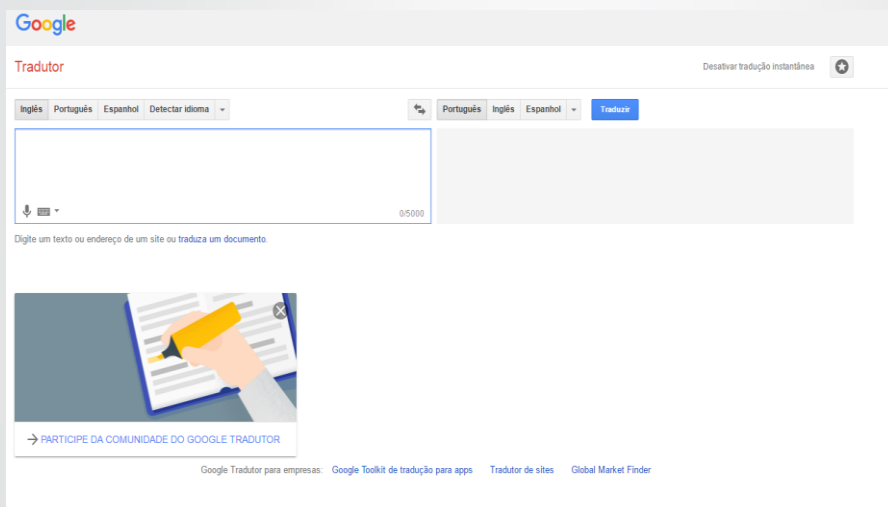 Google
Tradutor
Desativar tradução instantânea
Inglês Português Espanhol Detectar idioma
Português Inglês Espanhol Traduzir
0/5000
Digite um texto ou endereço de um site ou traduza um documento.
PARTICIPE DA COMUNIDADE DO GOOGLE TRADUTOR
Google Tradutor para empresas: Google Toolkit de tradução para apps Tradutor de sites Global Market Finder